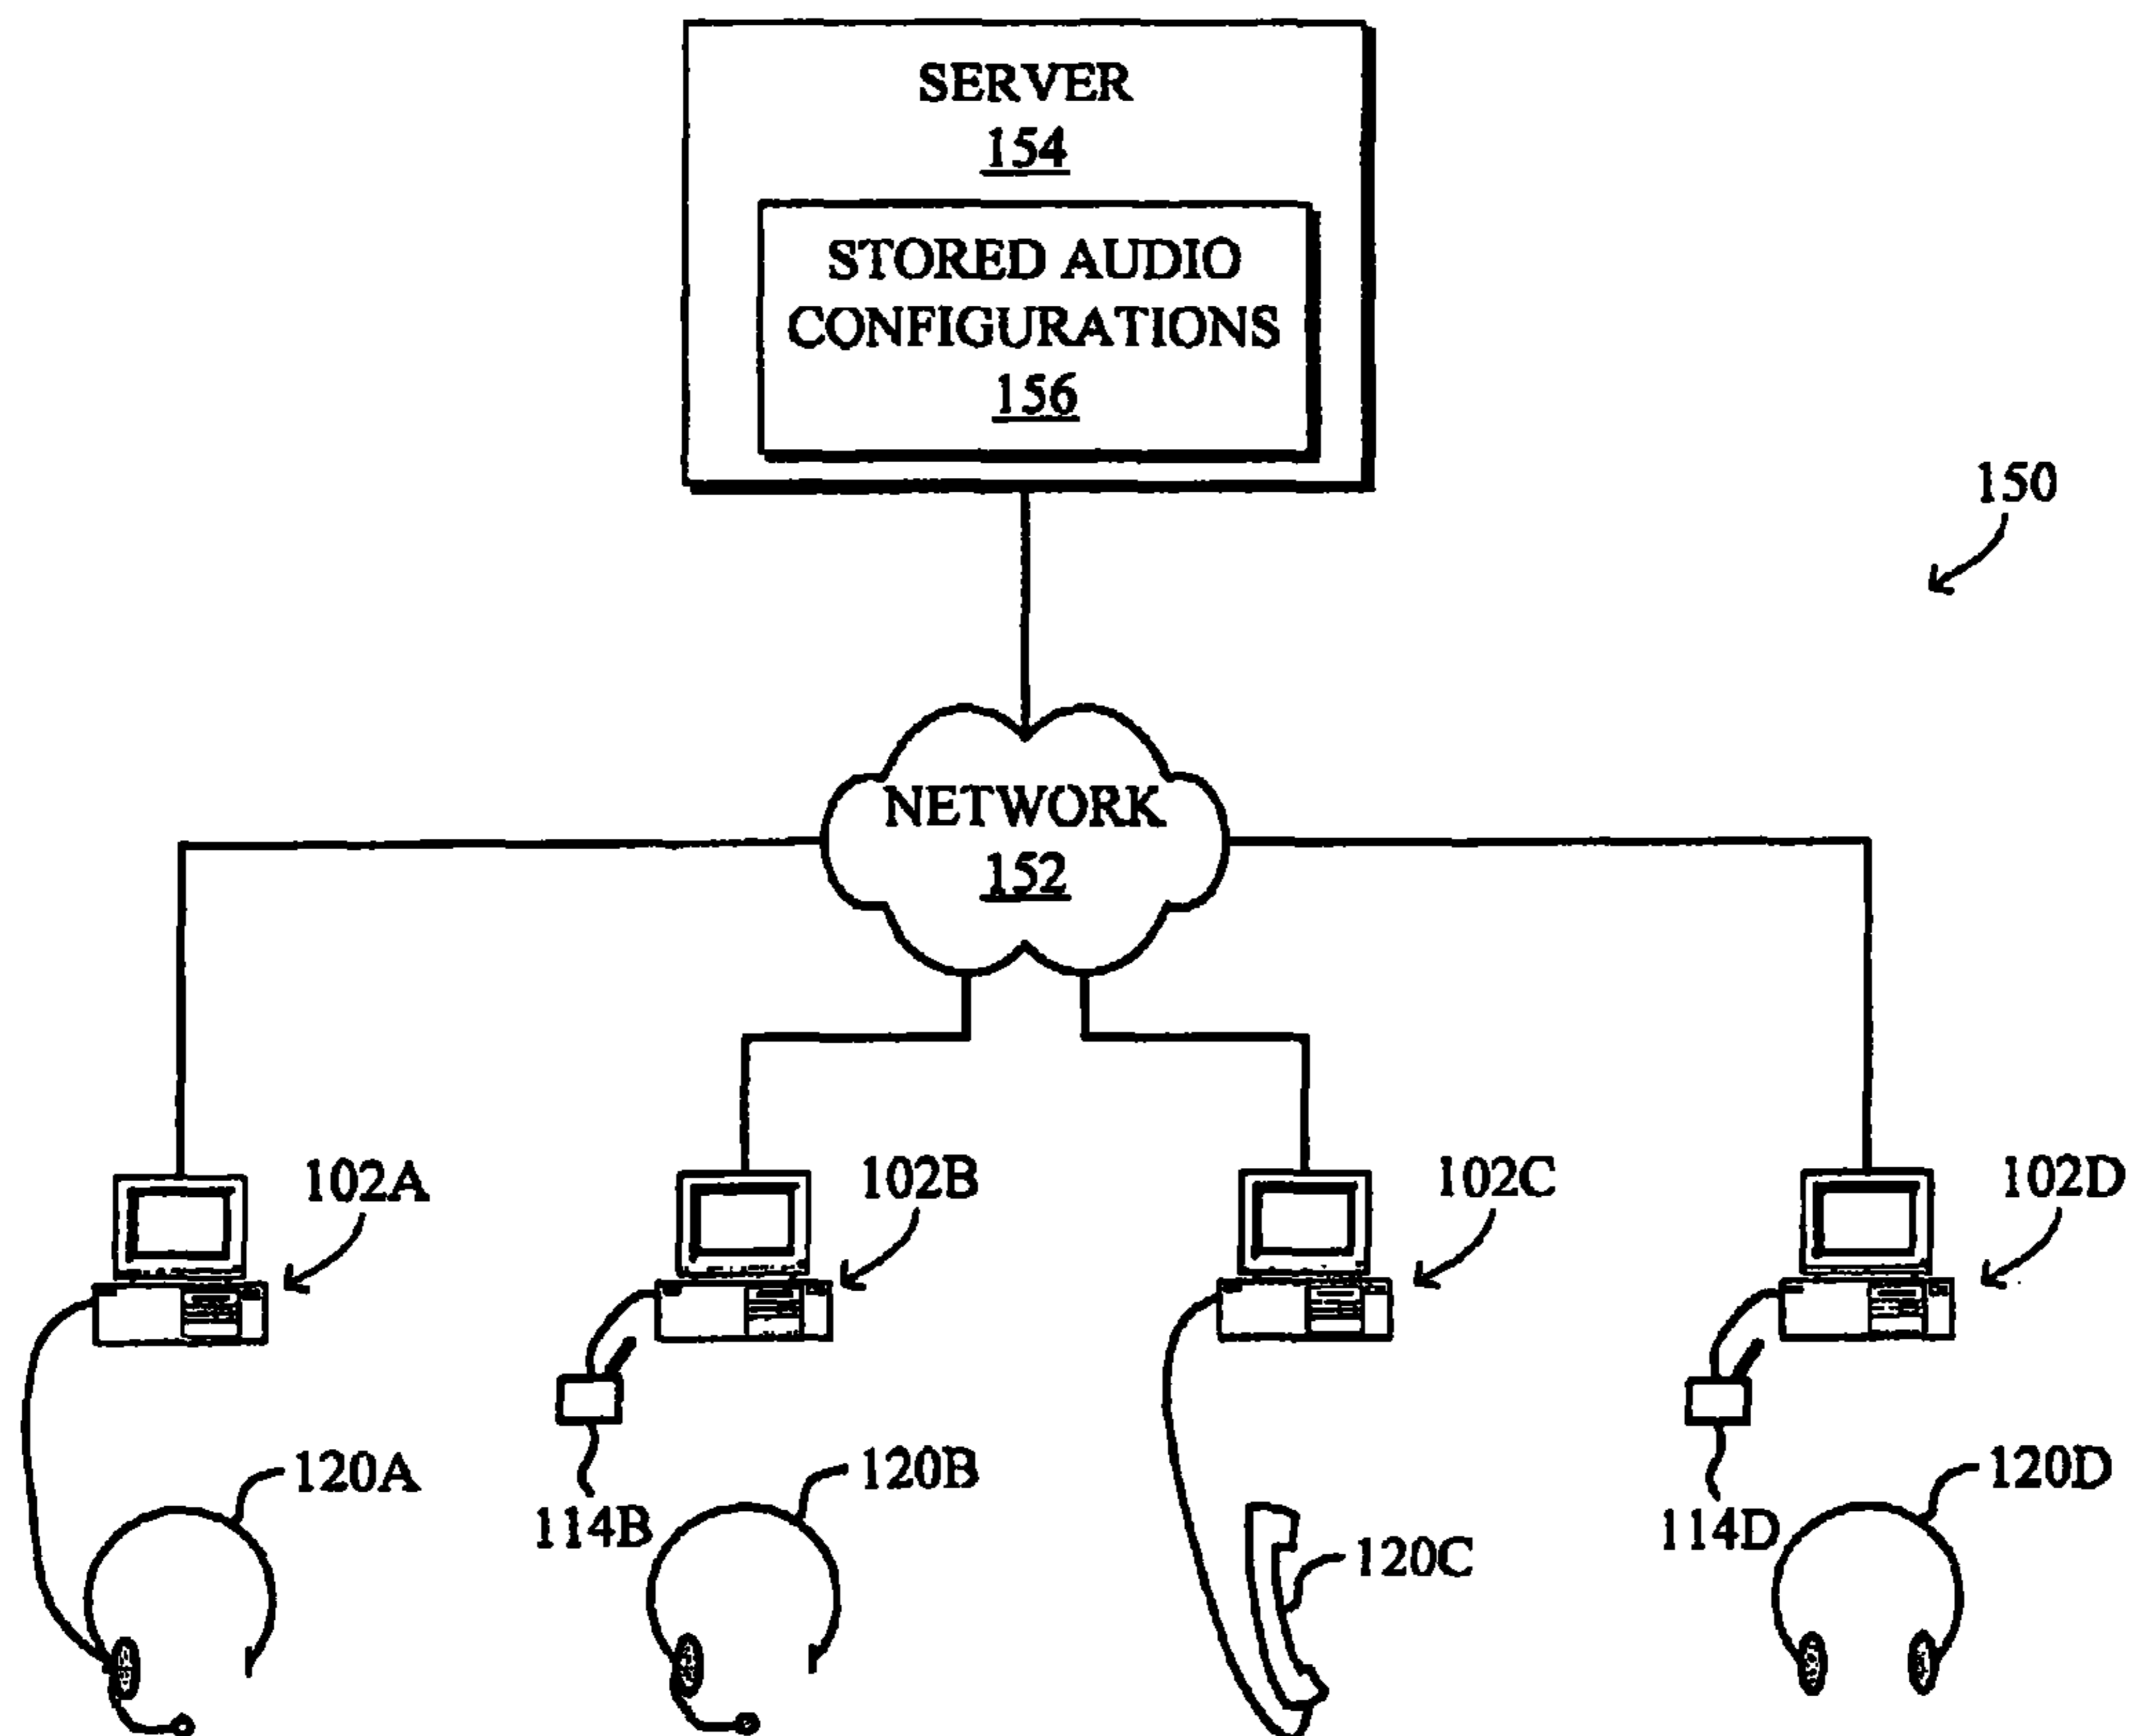 SERVER
154
STORED AUDIO
CONFIGURATIONS
156
150
NETWORK
152
102A
102B
102C
102D
120A
114B
120B
120C
114D
120D